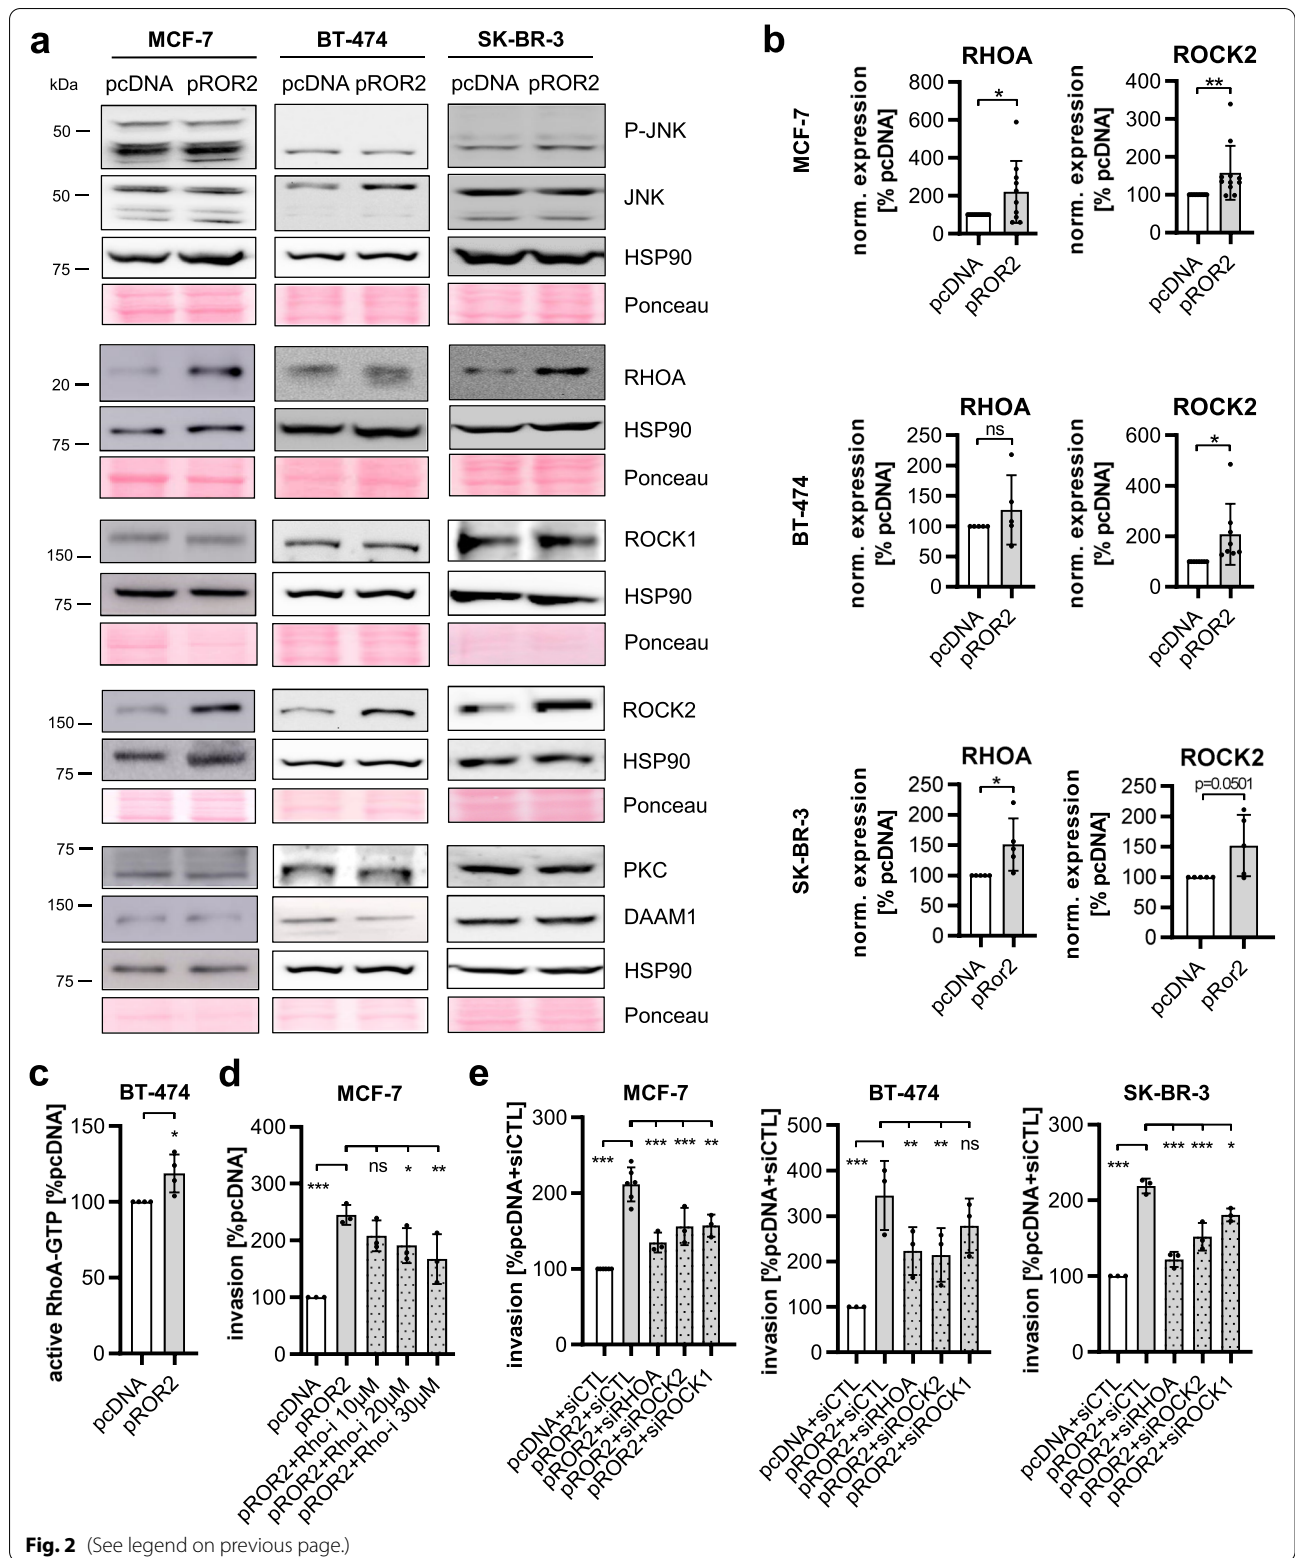 a
MCF-7 BT-474 SK-BR-3
kDa pcDNA pROR2 pcDNA pROR2 pcDNA pROR2
50 P-JNK
50 JNK
75 HSP90
Ponceau
20 RHOA
75 HSP90
Ponceau
150 ROCK1
75 HSP90
Ponceau
150 ROCK2
75 HSP90
Ponceau
75 PKC
150 DAAM1
75 HSP90
Ponceau
b
MCF-7
RHOA
norm. expression
[% pcDNA]
800
600
400
200
0
*
pcDNA
pROR2
ROCK2
norm. expression
[% pcDNA]
400
300
200
100
0
**
pcDNA
pROR2
BT-474
RHOA
norm. expression
[% pcDNA]
250
200
150
100
50
0
ns
pcDNA
pROR2
ROCK2
norm. expression
[% pcDNA]
600
400
200
0
*
pcDNA
pROR2
SK-BR-3
RHOA
norm. expression
[% pcDNA]
250
200
150
100
50
0
*
pcDNA
pRor2
ROCK2
norm. expression
[% pcDNA]
250
200
150
100
50
0
p=0.0501
pcDNA
pRor2
c
BT-474
active RhoA-GTP [%pcDNA]
150
100
50
0
*
pcDNA
pROR2
d
MCF-7
invasion [%pcDNA]
400
300
200
100
0
*** ns * **
pcDNA
pROR2
pROR2+Rho-i 10µM
pROR2+Rho-i 20µM
pROR2+Rho-i 30µM
e
MCF-7
invasion [%pcDNA+siCTL]
300
200
100
0
*** *** *** **
pcDNA+siCTL
pROR2+siCTL
pROR2+siRHOA
pROR2+siROCK2
pROR2+siROCK1
BT-474
invasion [%pcDNA+siCTL]
500
400
300
200
100
0
*** ** ** ns
pcDNA+siCTL
pROR2+siCTL
pROR2+siRHOA
pROR2+siROCK2
pROR2+siROCK1
SK-BR-3
invasion [%pcDNA+siCTL]
300
200
100
0
*** *** *** *
pcDNA+siCTL
pROR2+siCTL
pROR2+siRHOA
pROR2+siROCK2
pROR2+siROCK1
Fig. 2 (See legend on previous page.)